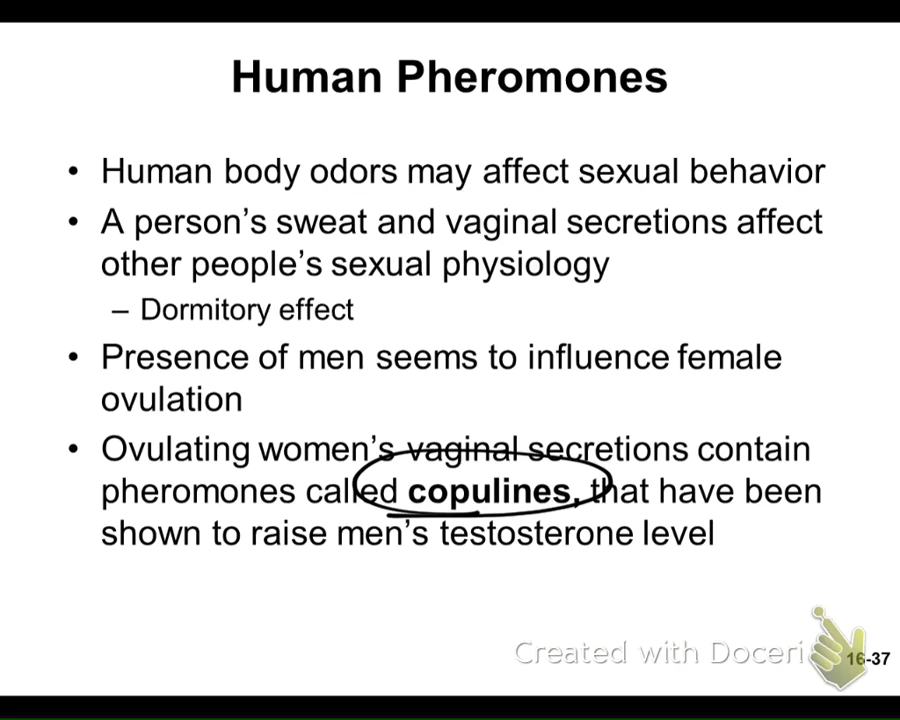 Human Pheromones
• Human body odors may affect sexual behavior
• A person's sweat and vaginal secretions affect
other people's sexual physiology
– Dormitory effect
• Presence of men seems to influence female
ovulation
• Ovulating women's vaginal secretions contain
pheromones called copulines, that have been
shown to raise men's testosterone level
Created with Doceri
16-37